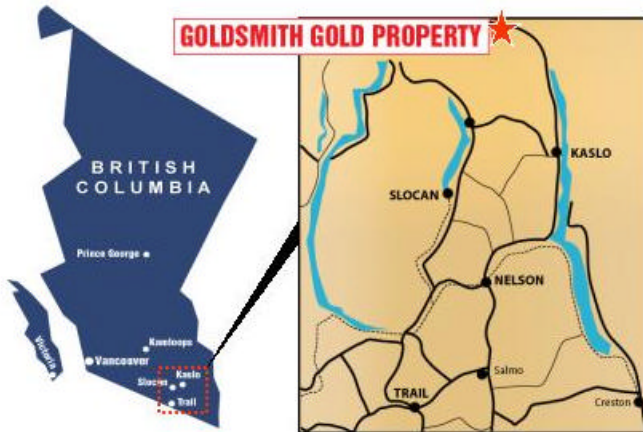 GOLDSMITH GOLD PROPERTY
BRITISH
COLUMBIA
Prince George
Kamloops
Victoria
Vancouver
Slocan
Kaslo
Trail
KASLO
SLOCAN
NELSON
Salmo
TRAIL
Creston